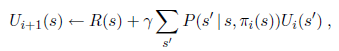 U_{i+1}(s) ← R(s) + γ ∑_{s'} P(s' | s, π_i(s)) U_i(s') ,